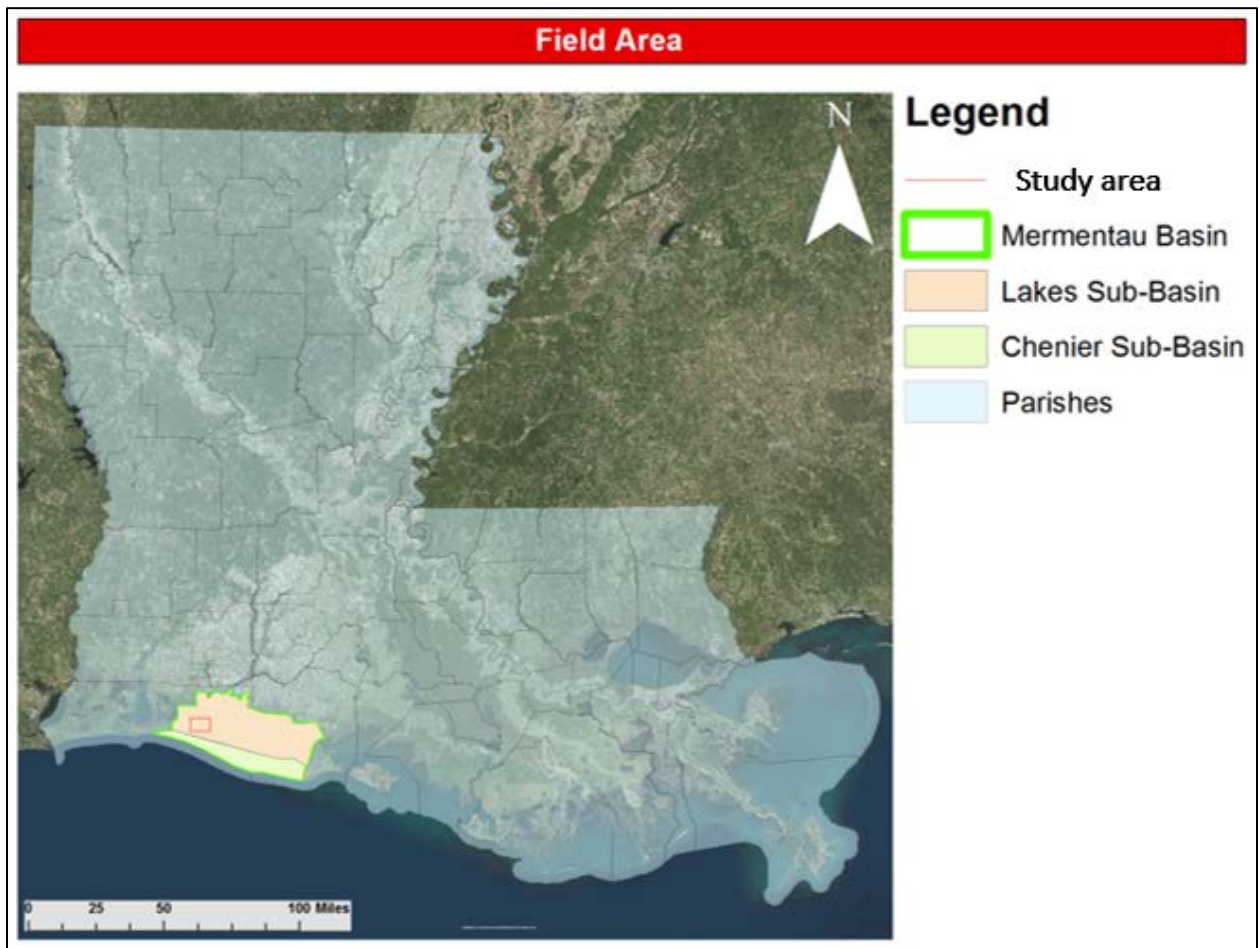 Field Area
N
Legend
Study area
Mermentau Basin
Lakes Sub-Basin
Chenier Sub-Basin
Parishes
0 25 50 100 Miles